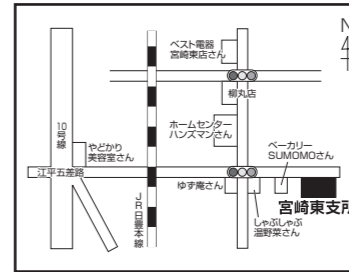 ベスト電器
宮崎東店さん
柳丸店
10号線
やどかり
美容室さん
ホームセンター
ハンズマンさん
ベーカリー
SUMOMOさん
江平五差路
ゆず庵さん
宮崎東支所
しゃぶしゃぶ
温野菜さん
JR日豊本線